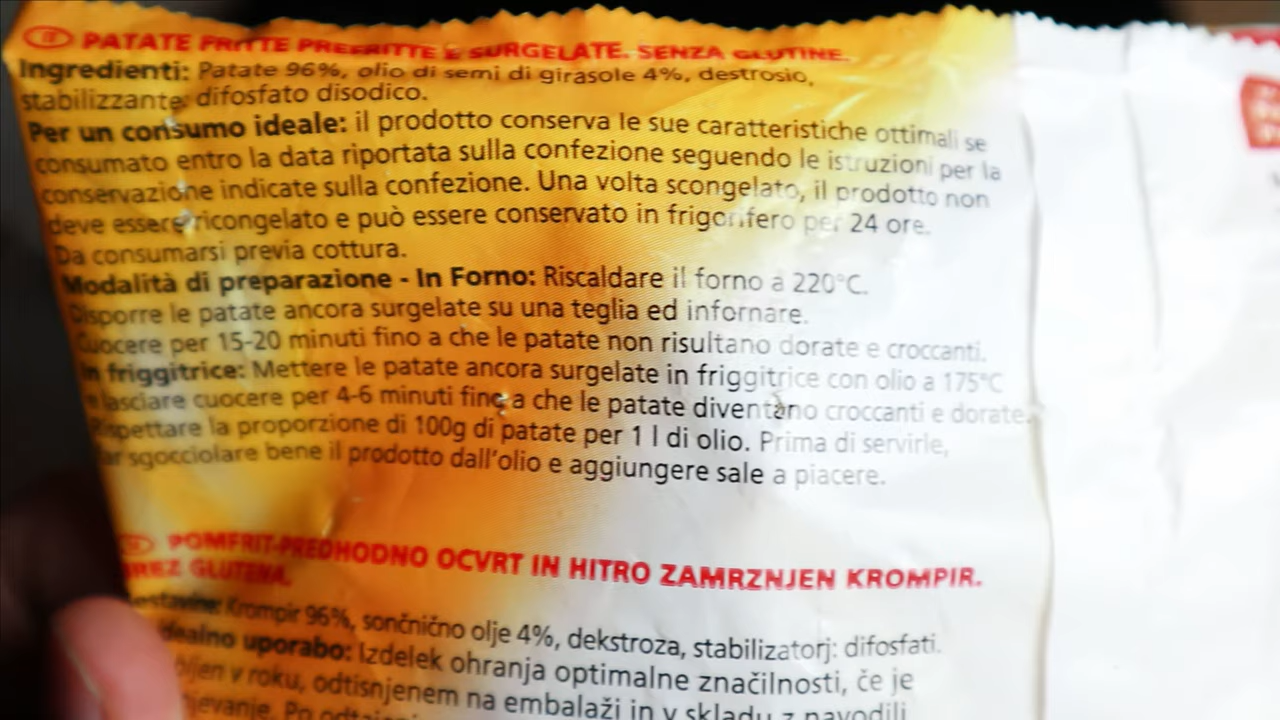 IT PATATE FRITTE PREFRITTE E SURGELATE. SENZA GLUTINE.
Ingredienti: Patate 96%, olio di semi di girasole 4%, destrosio,
stabilizzante: difosfato disodico.
Per un consumo ideale: il prodotto conserva le sue caratteristiche ottimali se
consumato entro la data riportata sulla confezione seguendo le istruzioni per la
conservazione indicate sulla confezione. Una volta scongelato, il prodotto non
deve essere ricongelato e può essere conservato in frigorifero per 24 ore.
Da consumarsi previa cottura.
Modalità di preparazione - In Forno: Riscaldare il forno a 220°C.
Disporre le patate ancora surgelate su una teglia ed infornare.
Cuocere per 15-20 minuti fino a che le patate non risultano dorate e croccanti.
In friggitrice: Mettere le patate ancora surgelate in friggitrice con olio a 175°C
e lasciare cuocere per 4-6 minuti fino a che le patate diventano croccanti e dorate.
Rispettare la proporzione di 100g di patate per 1 l di olio. Prima di servirle,
far sgocciolare bene il prodotto dall'olio e aggiungere sale a piacere.
POMFRIT-PREDHODNO OCVRT IN HITRO ZAMRZNJEN KROMPIR.
BREZ GLUTENA.
Sestavine: Krompir 96%, sončnično olje 4%, dekstroza, stabilizatorj: difosfati.
Idealno uporabo: Izdelek ohranja optimalne značilnosti, če je
v roku, odtisnjenem na embalaži in v skladu z navodili
Po